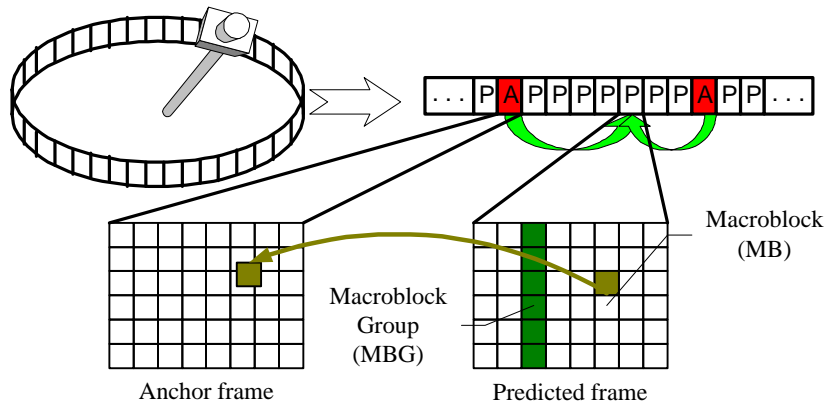 . . . P A P P P P P P P A P P . . .
Macroblock
(MB)
Macroblock
Group
(MBG)
Anchor frame
Predicted frame